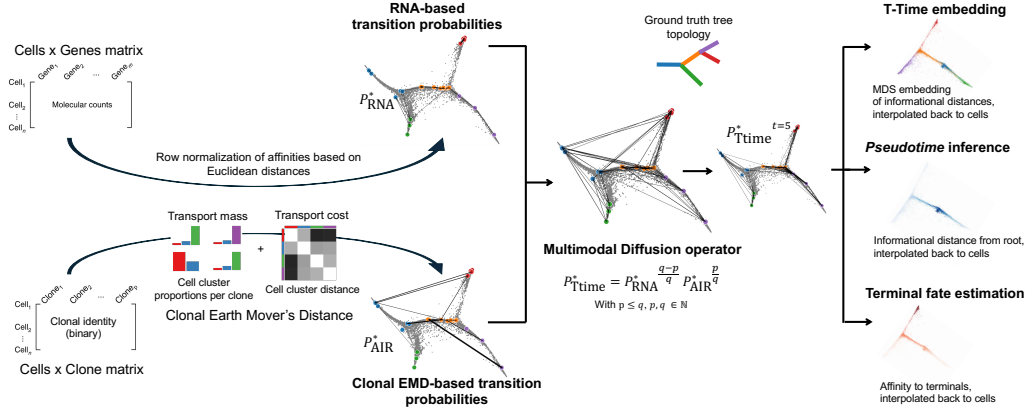 RNA-based
transition probabilities
T-Time embedding
Ground truth tree
topology
Cells x Genes matrix
Gene₁ Gene₂ ... Geneₘ
Cell₁
Cell₂
⋮
Cellₙ
Molecular counts
P*RNA
MDS embedding
of informational distances,
interpolated back to cells
Row normalization of affinities based on
Euclidean distances
P*Ttime t=5
Pseudotime inference
Transport mass
Transport cost
+
Cell cluster
proportions per clone
Cell cluster distance
Clonal Earth Mover's Distance
Informational distance from root,
interpolated back to cells
Multimodal Diffusion operator
P*Ttime = P*RNA^((q−p)/q) P*AIR^(p/q)
With p ≤ q, p, q ∈ ℕ
Clone₁ Clone₂ ... Cloneₚ
Cell₁
Cell₂
⋮
Cellₙ
Clonal identity
(binary)
Cells x Clone matrix
P*AIR
Clonal EMD-based transition
probabilities
Terminal fate estimation
Affinity to terminals,
interpolated back to cells